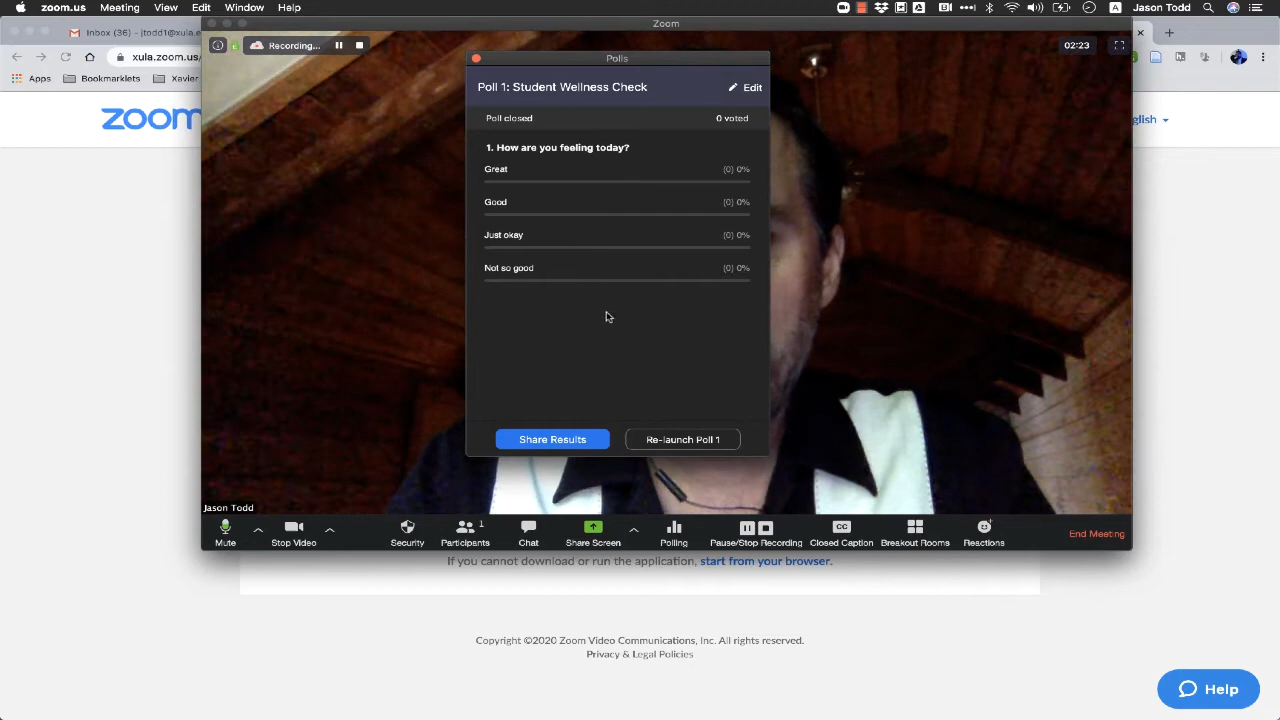 zoom.us Meeting View Edit Window Help Jason Todd
Zoom
Inbox (36) - jtodd1@xula.e
Recording...
02:23
xula.zoom.us/
Apps Bookmarklets Xavier
Polls
Poll 1: Student Wellness Check Edit
Poll closed 0 voted
zoom
glish
1. How are you feeling today?
Great (0) 0%
Good (0) 0%
Just okay (0) 0%
Not so good (0) 0%
Share Results Re-launch Poll 1
Jason Todd
1
Mute Stop Video Security Participants Chat Share Screen Polling Pause/Stop Recording Closed Caption Breakout Rooms Reactions End Meeting
If you cannot download or run the application, start from your browser.
Copyright ©2020 Zoom Video Communications, Inc. All rights reserved.
Privacy & Legal Policies
Help